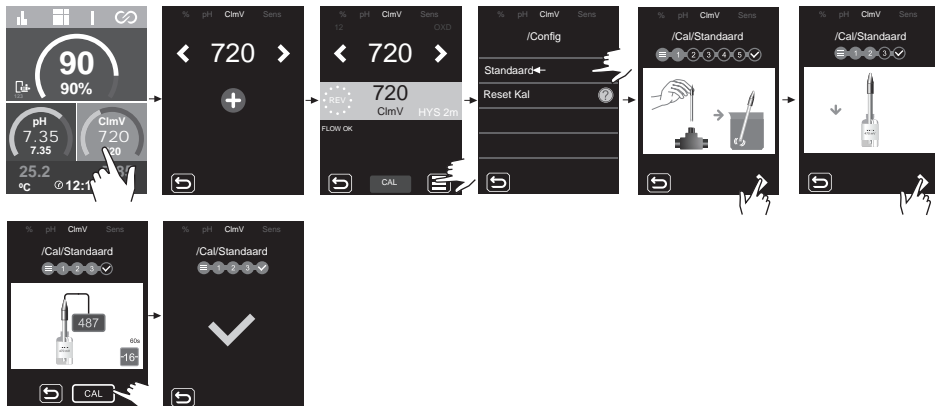 90
90%
123
pH
7.35
7.35
ClmV
720
720
25.2
ºC
% pH ClmV Sens
720
% pH ClmV Sens
12 OXD
720
REV
720
ClmV
HYS 2m
FLOW OK
CAL
% pH ClmV Sens
/Config
Standaard
Reset Kal ?
% pH ClmV Sens
/Cal/Standaard
1 2 3 4 5
% pH ClmV Sens
/Cal/Standaard
1 2 3
% pH ClmV Sens
/Cal/Standaard
1 2 3
487
60s
-16-
CAL
% pH ClmV Sens
/Cal/Standaard
1 2 3